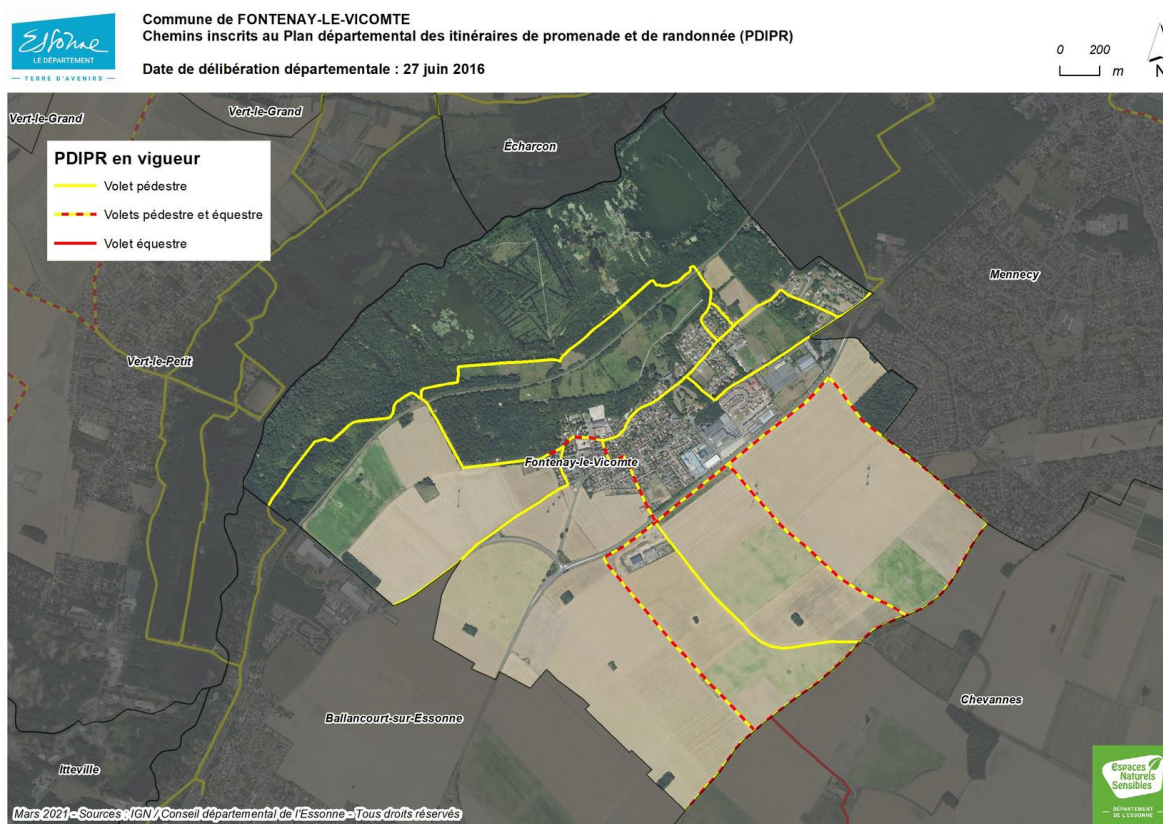 Essonne
LE DÉPARTEMENT
TERRE D'AVENIRS
Commune de FONTENAY-LE-VICOMTE
Chemins inscrits au Plan départemental des itinéraires de promenade et de randonnée (PDIPR)
Date de délibération départementale : 27 juin 2016
0 200
m
N
Vert-le-Grand
Vert-le-Grand
Écharcon
PDIPR en vigueur
Volet pédestre
Volets pédestre et équestre
Volet équestre
Mennecy
Vert-le-Petit
Fontenay-le-Vicomte
Chevannes
Ballancourt-sur-Essonne
Itteville
espaces
Naturels
Sensibles
DÉPARTEMENT
DE L'ESSONNE
Mars 2021 - Sources : IGN / Conseil départemental de l'Essonne - Tous droits réservés